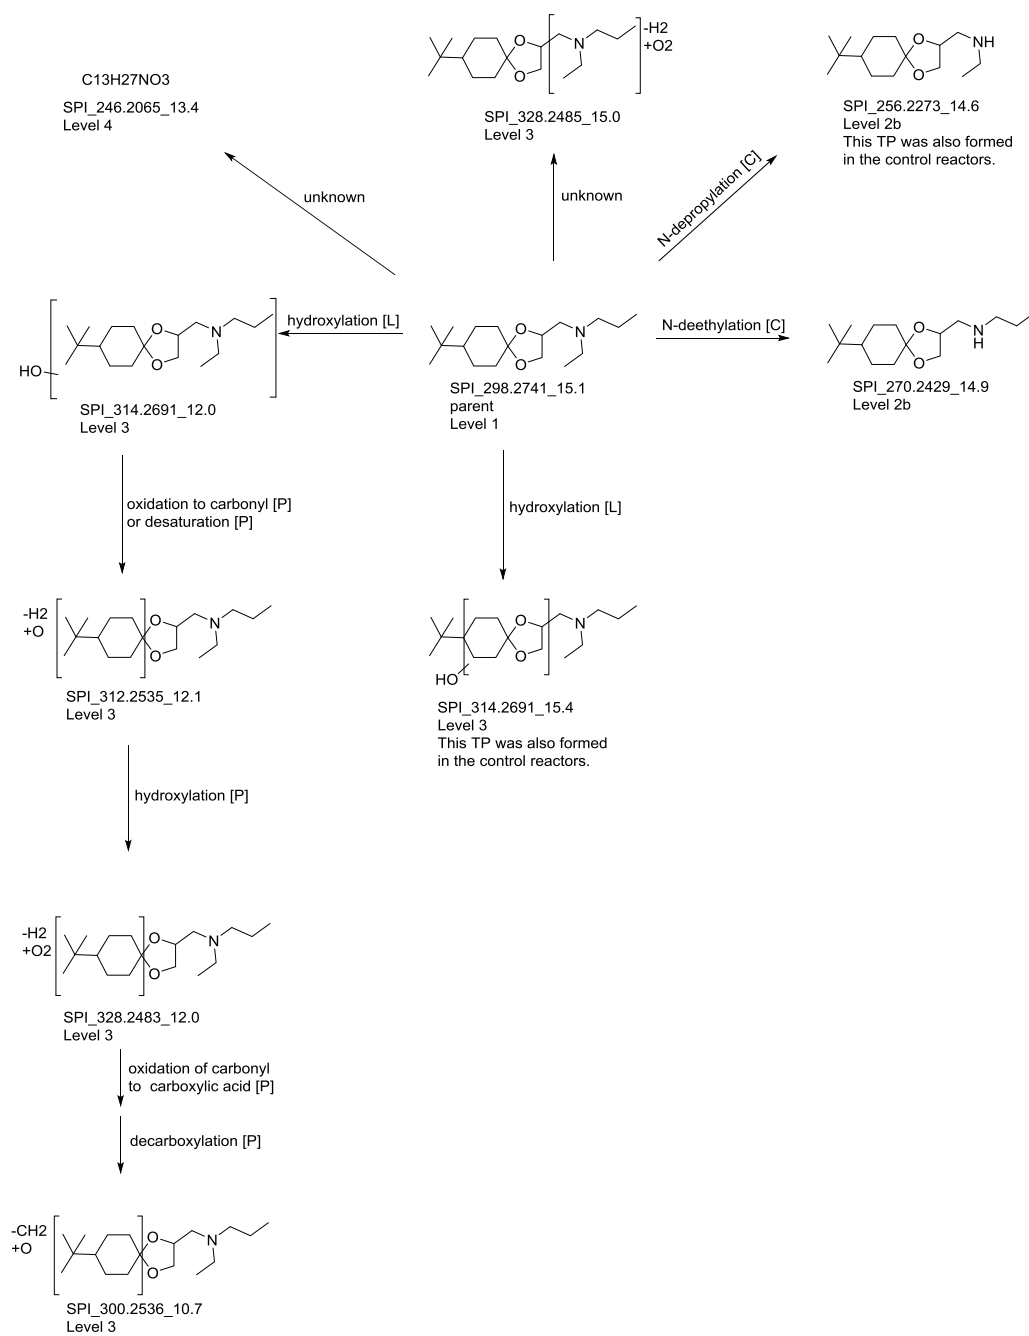 C13H27NO3
SPI_246.2065_13.4
Level 4
O
O
N
-H2
+O2
SPI_328.2485_15.0
Level 3
O
O
NH
SPI_256.2273_14.6
Level 2b
This TP was also formed
in the control reactors.
unknown
unknown
N-depropylation [C]
HO
O
O
N
SPI_314.2691_12.0
Level 3
hydroxylation [L]
O
O
N
SPI_298.2741_15.1
parent
Level 1
N-deethylation [C]
O
O
N
H
SPI_270.2429_14.9
Level 2b
oxidation to carbonyl [P]
or desaturation [P]
hydroxylation [L]
-H2
+O
O
O
N
SPI_312.2535_12.1
Level 3
O
O
N
HO
SPI_314.2691_15.4
Level 3
This TP was also formed
in the control reactors.
hydroxylation [P]
-H2
+O2
O
O
N
SPI_328.2483_12.0
Level 3
oxidation of carbonyl
to  carboxylic acid [P]
decarboxylation [P]
-CH2
+O
O
O
N
SPI_300.2536_10.7
Level 3